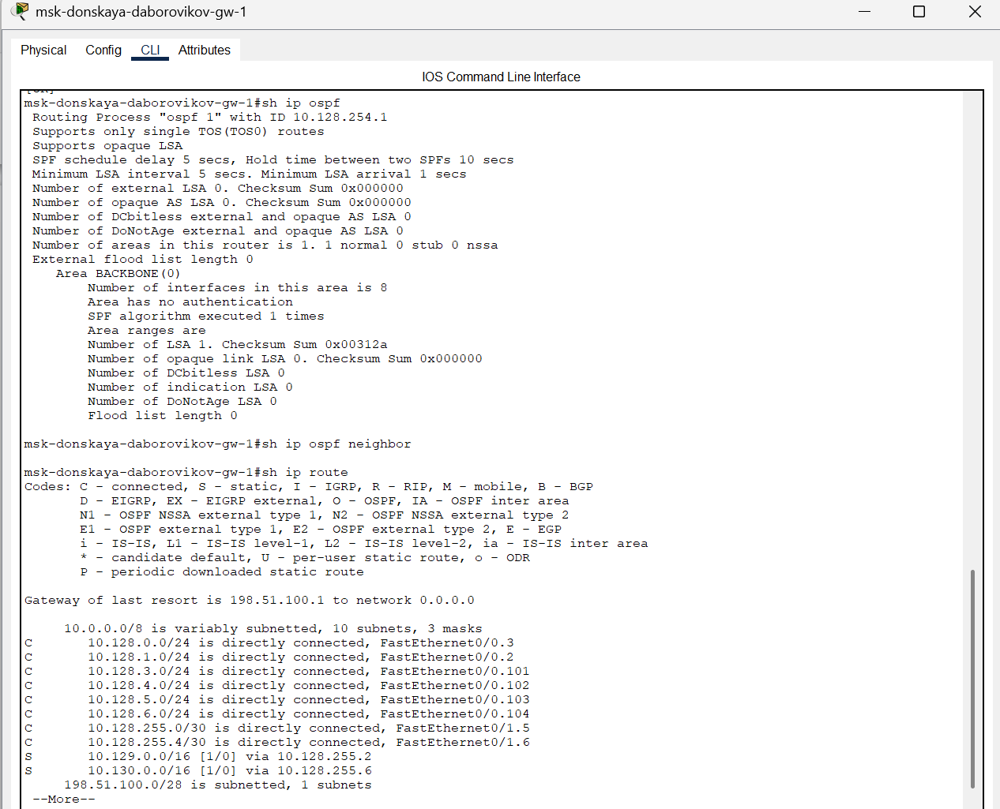 msk-donskaya-daborovikov-gw-1
Physical Config CLI Attributes
IOS Command Line Interface
[OK]
msk-donskaya-daborovikov-gw-1#sh ip ospf
Routing Process "ospf 1" with ID 10.128.254.1
Supports only single TOS(TOS0) routes
Supports opaque LSA
SPF schedule delay 5 secs, Hold time between two SPFs 10 secs
Minimum LSA interval 5 secs. Minimum LSA arrival 1 secs
Number of external LSA 0. Checksum Sum 0x000000
Number of opaque AS LSA 0. Checksum Sum 0x000000
Number of DCbitless external and opaque AS LSA 0
Number of DoNotAge external and opaque AS LSA 0
Number of areas in this router is 1. 1 normal 0 stub 0 nssa
External flood list length 0
Area BACKBONE(0)
Number of interfaces in this area is 8
Area has no authentication
SPF algorithm executed 1 times
Area ranges are
Number of LSA 1. Checksum Sum 0x00312a
Number of opaque link LSA 0. Checksum Sum 0x000000
Number of DCbitless LSA 0
Number of indication LSA 0
Number of DoNotAge LSA 0
Flood list length 0
msk-donskaya-daborovikov-gw-1#sh ip ospf neighbor
msk-donskaya-daborovikov-gw-1#sh ip route
Codes: C - connected, S - static, I - IGRP, R - RIP, M - mobile, B - BGP
D - EIGRP, EX - EIGRP external, O - OSPF, IA - OSPF inter area
N1 - OSPF NSSA external type 1, N2 - OSPF NSSA external type 2
E1 - OSPF external type 1, E2 - OSPF external type 2, E - EGP
i - IS-IS, L1 - IS-IS level-1, L2 - IS-IS level-2, ia - IS-IS inter area
* - candidate default, U - per-user static route, o - ODR
P - periodic downloaded static route
Gateway of last resort is 198.51.100.1 to network 0.0.0.0
10.0.0.0/8 is variably subnetted, 10 subnets, 3 masks
C 10.128.0.0/24 is directly connected, FastEthernet0/0.3
C 10.128.1.0/24 is directly connected, FastEthernet0/0.2
C 10.128.3.0/24 is directly connected, FastEthernet0/0.101
C 10.128.4.0/24 is directly connected, FastEthernet0/0.102
C 10.128.5.0/24 is directly connected, FastEthernet0/0.103
C 10.128.6.0/24 is directly connected, FastEthernet0/0.104
C 10.128.255.0/30 is directly connected, FastEthernet0/1.5
C 10.128.255.4/30 is directly connected, FastEthernet0/1.6
S 10.129.0.0/16 [1/0] via 10.128.255.2
S 10.130.0.0/16 [1/0] via 10.128.255.6
198.51.100.0/28 is subnetted, 1 subnets
--More--